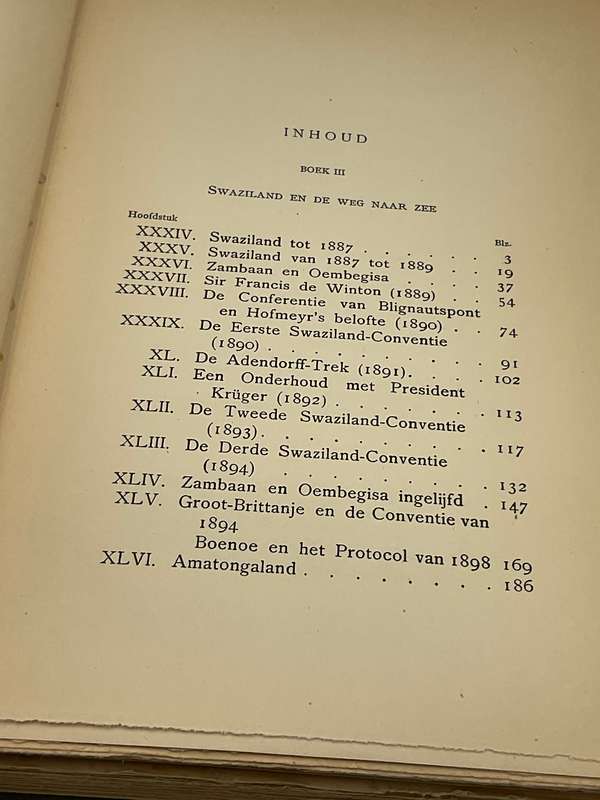 INHOUD
BOEK III
SWAZILAND EN DE WEG NAAR ZEE
Hoofdstuk Blz.
XXXIV. Swaziland tot 1887 . . . . . . 3
XXXV. Swaziland van 1887 tot 1889 . . 19
XXXVI. Zambaan en Oembegisa . . . . 37
XXXVII. Sir Francis de Winton (1889) . . 54
XXXVIII. De Conferentie van Blignautspont
en Hofmeyr's belofte (1890) . . 74
XXXIX. De Eerste Swaziland-Conventie
(1890) . . . . . . . . . 91
XL. De Adendorff-Trek (1891) . . . . 102
XLI. Een Onderhoud met President
Krüger (1892) . . . . . . 113
XLII. De Tweede Swaziland-Conventie
(1893) . . . . . . . . . 117
XLIII. De Derde Swaziland-Conventie
(1894) . . . . . . . . 132
XLIV. Zambaan en Oembegisa ingelijfd . 147
XLV. Groot-Brittanje en de Conventie van
1894
Boenoe en het Protocol van 1898 169
XLVI. Amatongaland . . . . . . . . 186